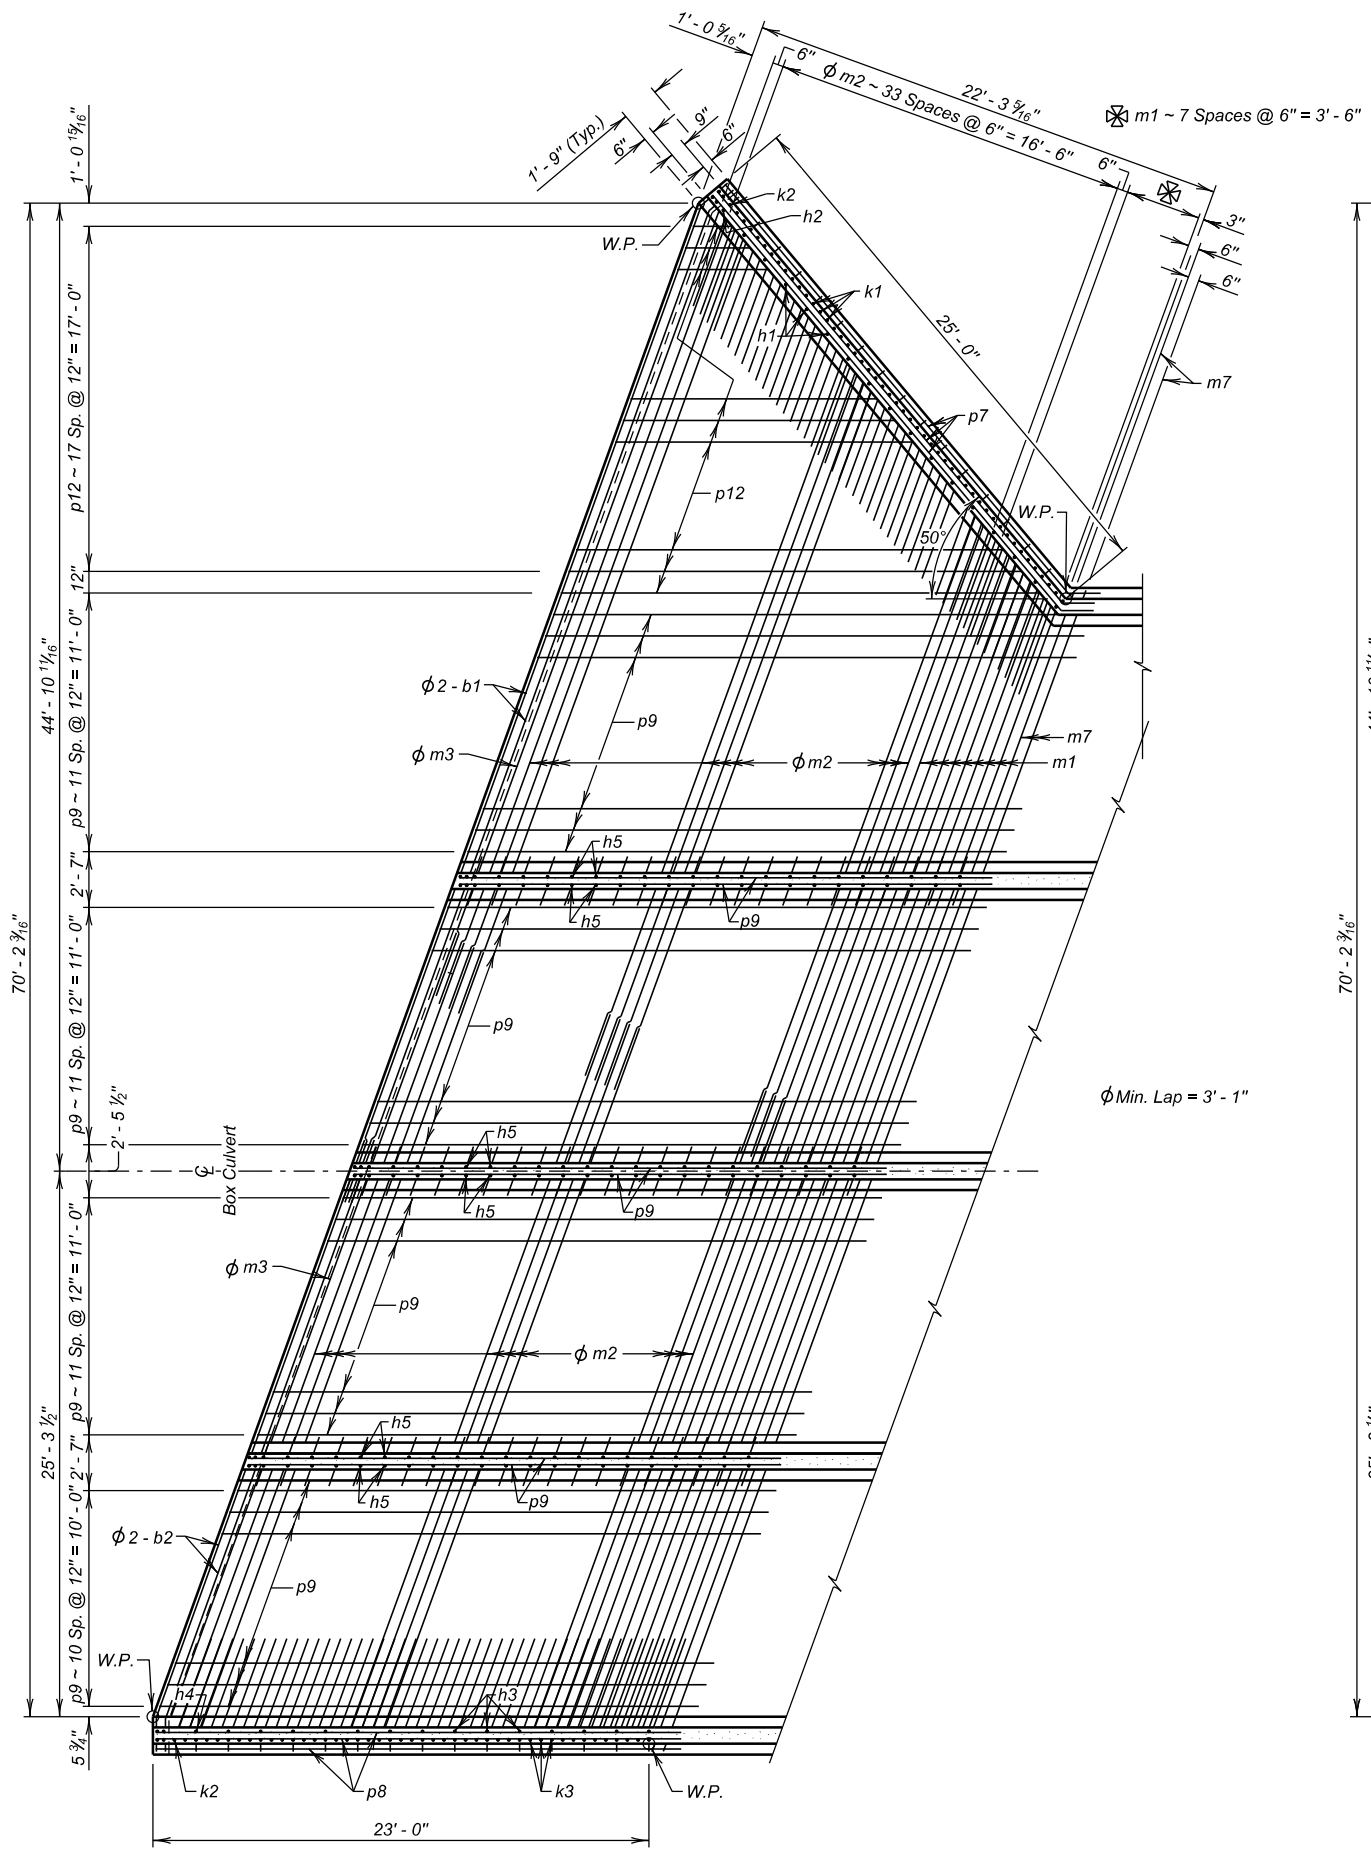 1' - 0 5/16"
6"
ϕ m2 ~ 33 Spaces @ 6" = 16' - 6"
22' - 3 5/16"
m1 ~ 7 Spaces @ 6" = 3' - 6"
1' - 9" (Typ.)
6"
9"
6"
6"
3"
6"
6"
1' - 0 15/16"
W.P.
k2
h2
k1
h1
25' - 0"
m7
p7
p12 ~ 17 Sp. @ 12" = 17' - 0"
p12
W.P.
50°
12"
ϕ 2 - b1
p9
ϕ m3
ϕ m2
m7
m1
44' - 10 11/16"
p9 ~ 11 Sp. @ 12" = 11' - 0"
h5
2' - 7"
h5
p9
70' - 2 3/16"
70' - 2 3/16"
p9 ~ 11 Sp. @ 12" = 11' - 0"
p9
ϕ Min. Lap = 3' - 1"
2' - 5 1/2"
℄
Box Culvert
h5
h5
p9
ϕ m3
p9
ϕ m2
p9 ~ 11 Sp. @ 12" = 11' - 0"
25' - 3 1/2"
h5
2' - 7"
h5
p9
ϕ 2 - b2
p9
p9 ~ 10 Sp. @ 12" = 10' - 0"
W.P.
h4
h3
5 3/4"
k2
p8
k3
W.P.
23' - 0"